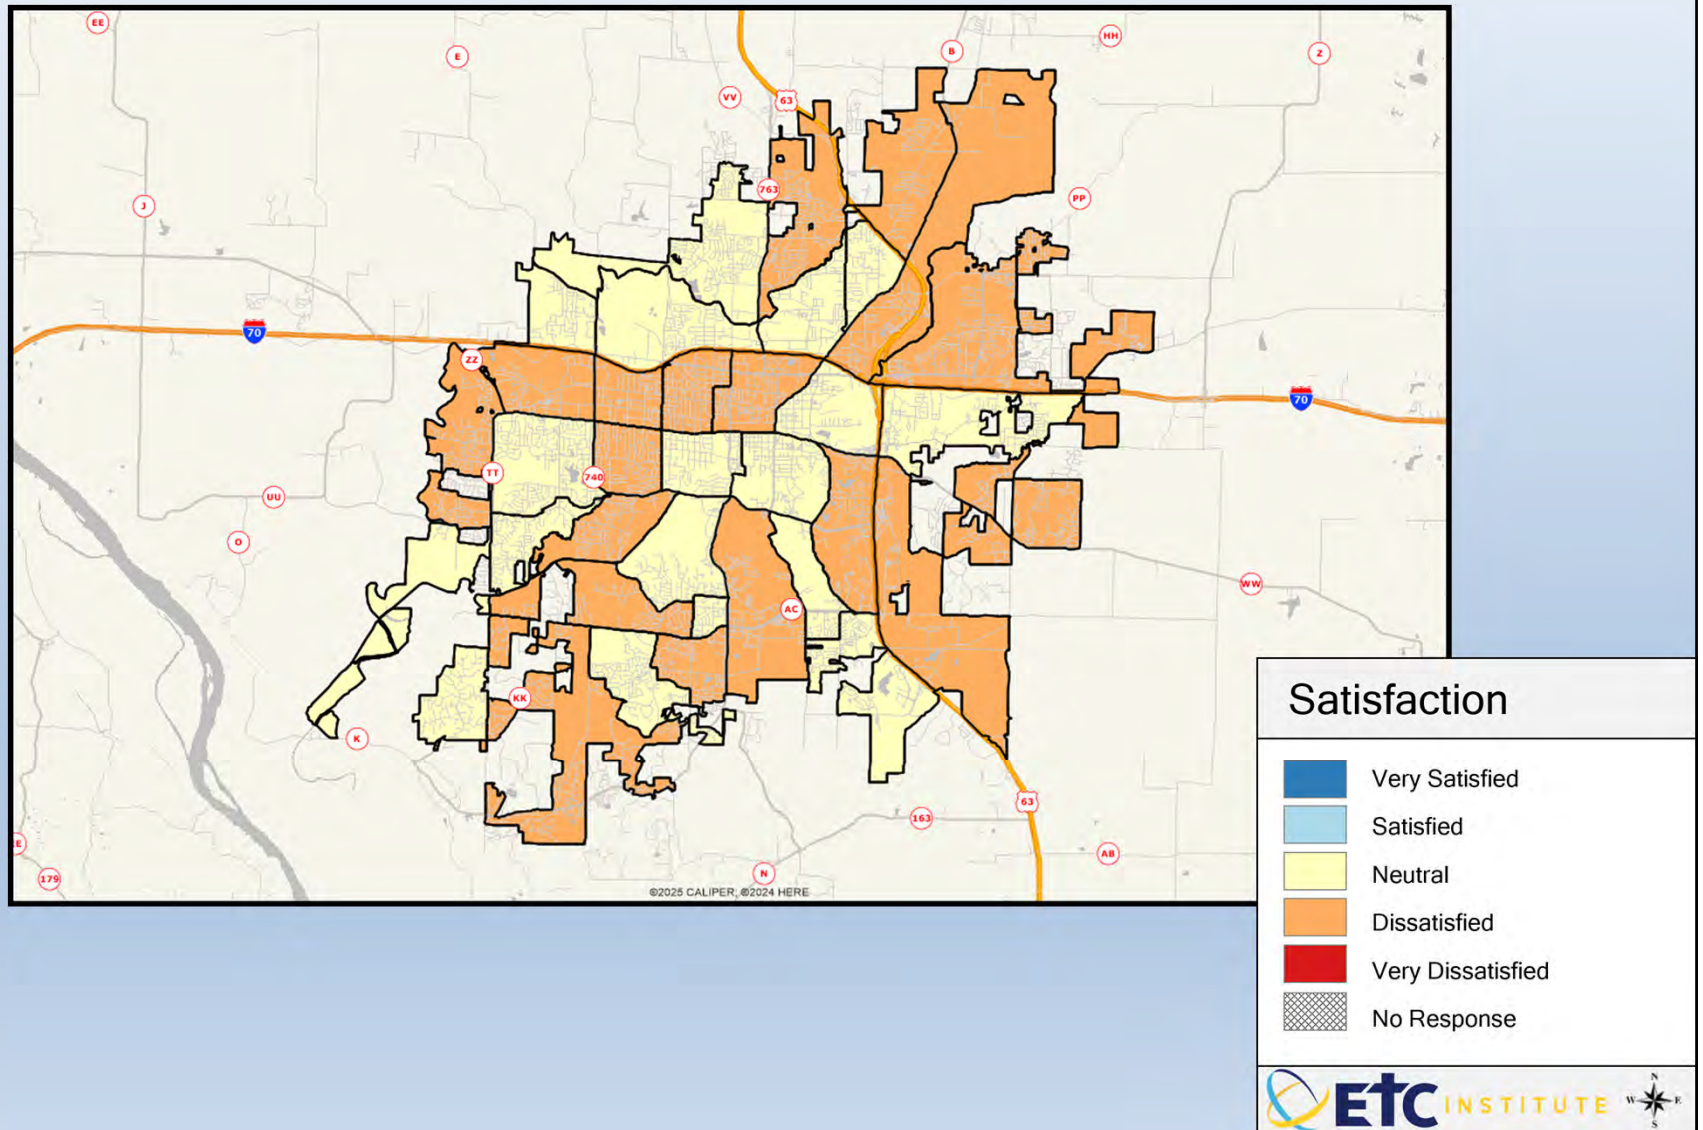 EE
E
B
HH
Z
VV
63
763
J
PP
70
ZZ
70
TT
740
UU
O
WW
AC
KK
K
63
163
E
AB
N
179
©2025 CALIPER; ©2024 HERE
Satisfaction
Very Satisfied
Satisfied
Neutral
Dissatisfied
Very Dissatisfied
No Response
ETC INSTITUTE
N
W E
S